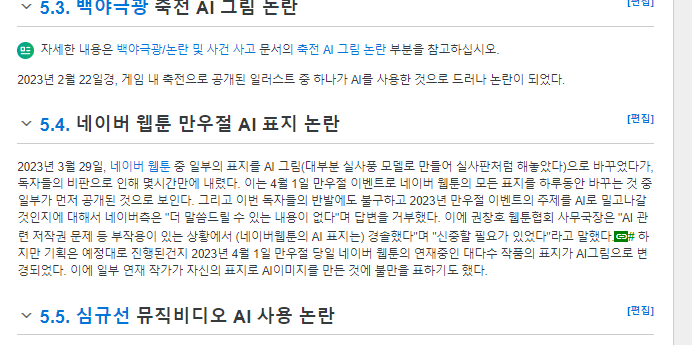 5.3. 백야극광 축전 AI 그림 논란
[편집]
자세한 내용은 백야극광/논란 및 사건 사고 문서의 축전 AI 그림 논란 부분을 참고하십시오.
2023년 2월 22일경, 게임 내 축전으로 공개된 일러스트 중 하나가 AI를 사용한 것으로 드러나 논란이 되었다.
5.4. 네이버 웹툰 만우절 AI 표지 논란
[편집]
2023년 3월 29일, 네이버 웹툰 중 일부의 표지를 AI 그림(대부분 실사풍 모델로 만들어 실사판처럼 해놓았다)으로 바꾸었다가,
독자들의 비판으로 인해 몇시간만에 내렸다. 이는 4월 1일 만우절 이벤트로 네이버 웹툰의 모든 표지를 하루동안 바꾸는 것 중
일부가 먼저 공개된 것으로 보인다. 그리고 이번 독자들의 반발에도 불구하고 2023년 만우절 이벤트의 주제를 AI로 밀고나갈
것인지에 대해서 네이버측은 "더 말씀드릴 수 있는 내용이 없다"며 답변을 거부했다. 이에 권창호 웹툰협회 사무국장은 "AI 관
련 저작권 문제 등 부작용이 있는 상황에서 (네이버웹툰의 AI 표지는) 경솔했다"며 "신중할 필요가 있었다"라고 말했다.# 하
지만 기획은 예정대로 진행된건지 2023년 4월 1일 만우절 당일 네이버 웹툰의 연재중인 대다수 작품의 표지가 AI그림으로 변
경되었다. 이에 일부 연재 작가가 자신의 표지로 AI이미지를 만든 것에 불만을 표하기도 했다.
5.5. 심규선 뮤직비디오 AI 사용 논란
[편집]